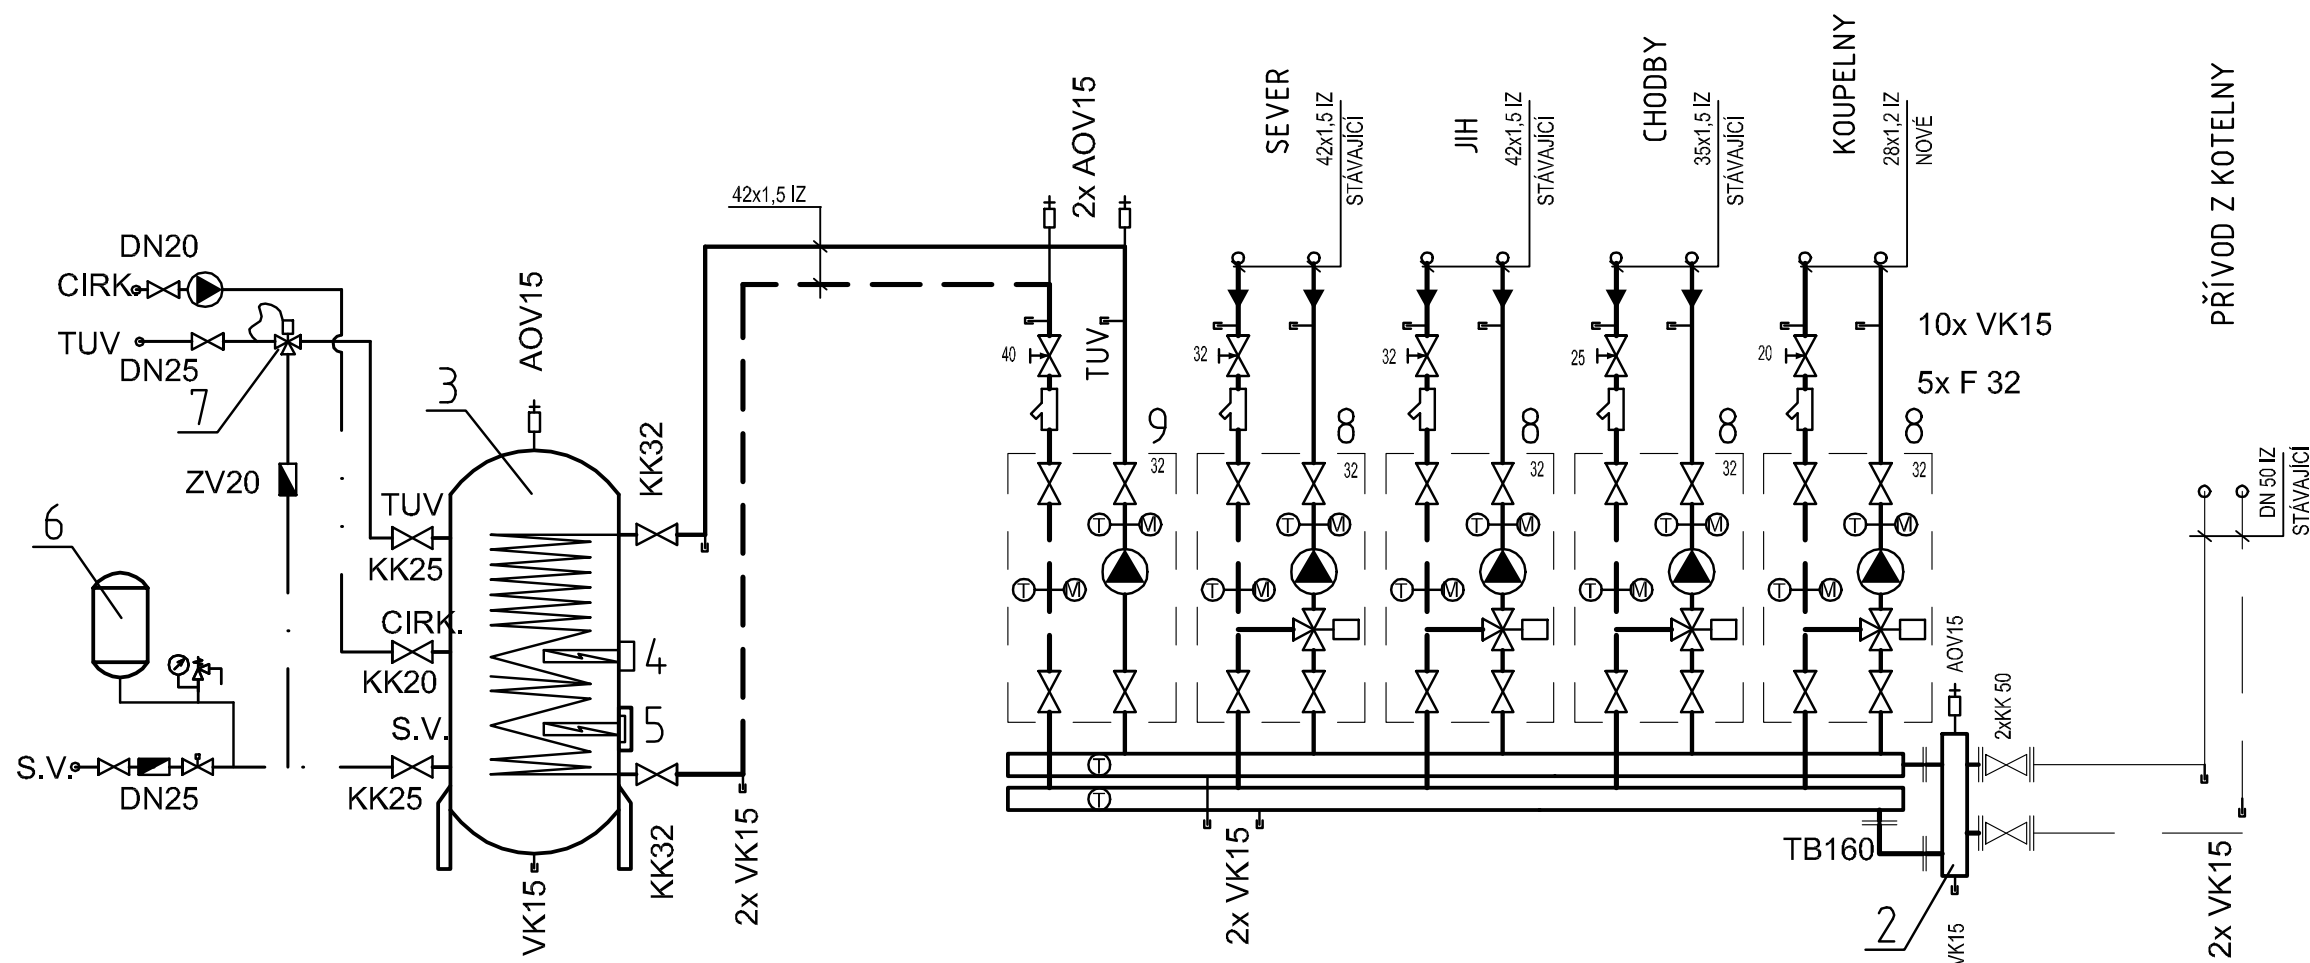 DN20
CIRK.
TUV
DN25
7
ZV20
6
S.V.
DN25
3
AOV15
TUV
KK25
CIRK.
KK20
S.V.
KK25
4
5
VK15
KK32
KK32
2x VK15
42x1,5 IZ
2x AOV15
40
TUV
9
32
T
M
T
M
SEVER
42x1,5 IZ
STÁVAJÍCÍ
32
8
32
T
M
T
M
JIH
42x1,5 IZ
STÁVAJÍCÍ
32
8
32
T
M
T
M
CHODBY
35x1,5 IZ
STÁVAJÍCÍ
25
8
32
T
M
T
M
KOUPELNY
28x1,2 IZ
NOVÉ
20
8
32
T
M
T
M
10x VK15
5x F 32
T
T
2x VK15
TB160
2
VK15
AOV15
2xKK 50
PŘÍVOD Z KOTELNY
DN 50 IZ
STÁVAJÍCÍ
2x VK15